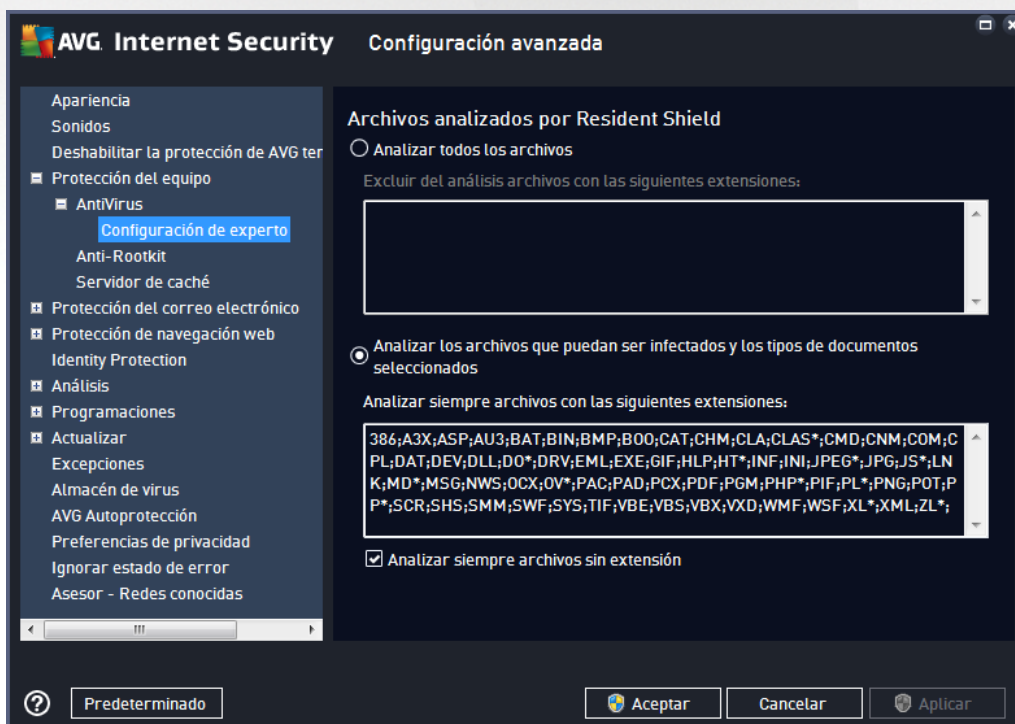 AVG. Internet Security
Configuración avanzada
Apariencia
Sonidos
Deshabilitar la protección de AVG ter
Protección del equipo
AntiVirus
Configuración de experto
Anti-Rootkit
Servidor de caché
Protección del correo electrónico
Protección de navegación web
Identity Protection
Análisis
Programaciones
Actualizar
Excepciones
Almacén de virus
AVG Autoprotección
Preferencias de privacidad
Ignorar estado de error
Asesor - Redes conocidas
Archivos analizados por Resident Shield
Analizar todos los archivos
Excluir del análisis archivos con las siguientes extensiones:
Analizar los archivos que puedan ser infectados y los tipos de documentos
seleccionados
Analizar siempre archivos con las siguientes extensiones:
386;A3X;ASP;AU3;BAT;BIN;BMP;BOO;CAT;CHM;CLA;CLAS*;CMD;CNM;COM;C
PL;DAT;DEV;DLL;DO*;DRV;EML;EXE;GIF;HLP;HT*;INF;INI;JPEG*;JPG;JS*;LN
K;MD*;MSG;NWS;OCX;OV*;PAC;PAD;PCX;PDF;PGM;PHP*;PIF;PL*;PNG;POT;P
P*;SCR;SHS;SMM;SWF;SYS;TIF;VBE;VBS;VBX;VXD;WMF;WSF;XL*;XML;ZL*;
Analizar siempre archivos sin extensión
Predeterminado
Aceptar
Cancelar
Aplicar